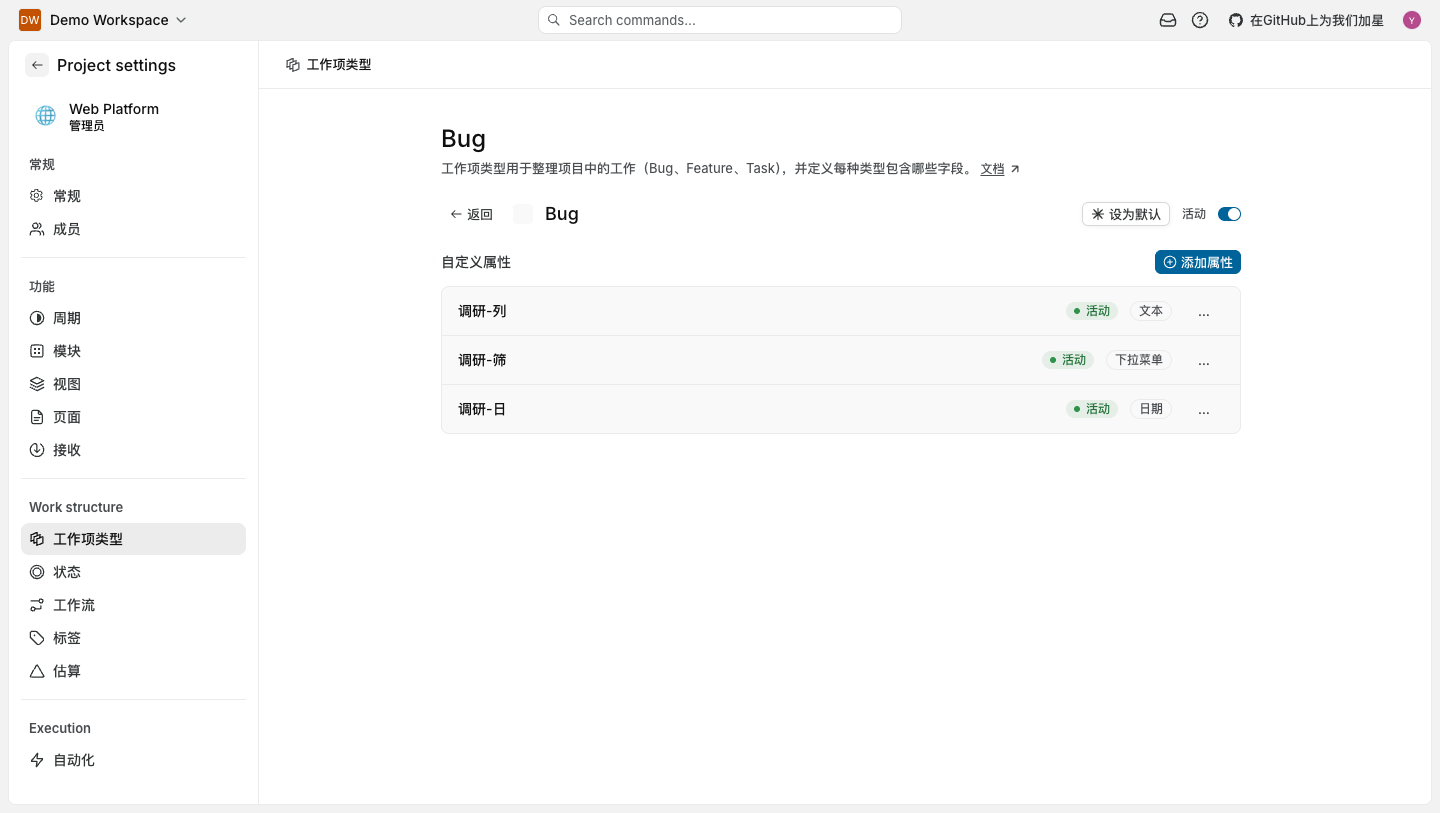 DW Demo Workspace
Search commands...
在GitHub上为我们加星
Y
Project settings
Web Platform
管理员
常规
常规
成员
功能
周期
模块
视图
页面
接收
Work structure
工作项类型
状态
工作流
标签
估算
Execution
自动化
工作项类型
Bug
工作项类型用于整理项目中的工作（Bug、Feature、Task），并定义每种类型包含哪些字段。 文档
返回
Bug
设为默认
活动
自定义属性
添加属性
调研-列
活动
文本
...
调研-筛
活动
下拉菜单
...
调研-日
活动
日期
...